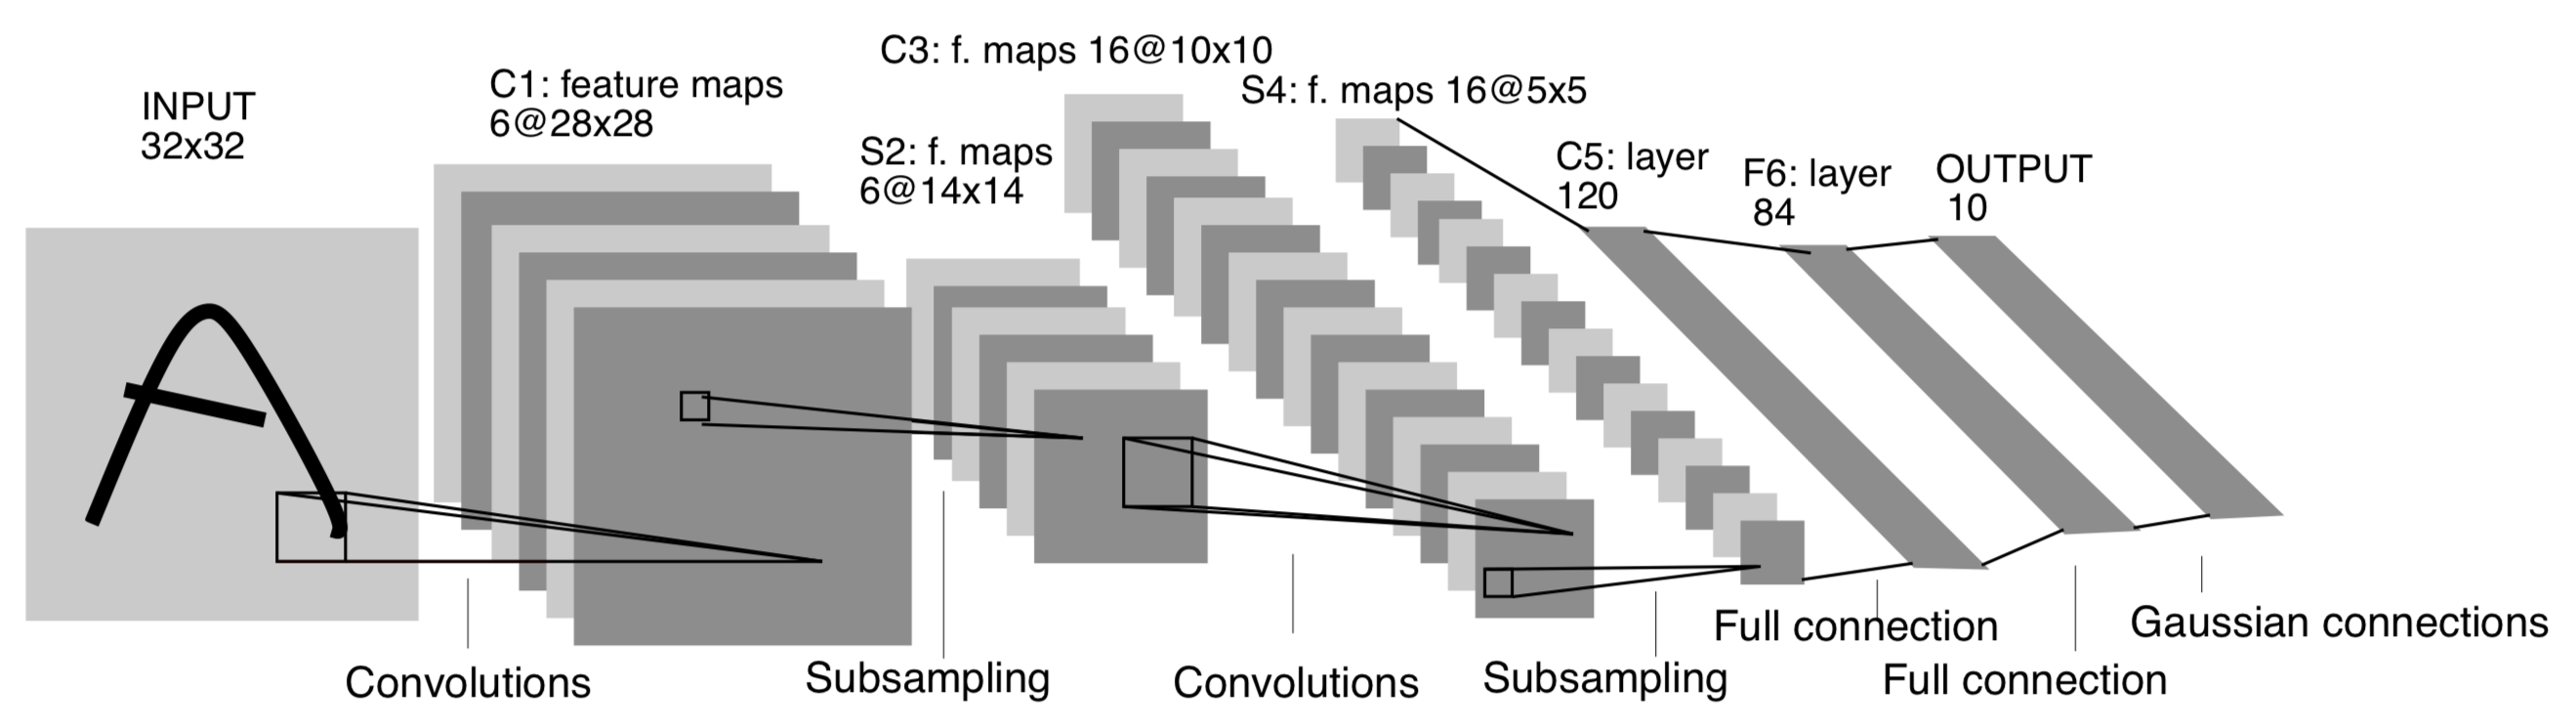 INPUT
32x32
C1: feature maps
6@28x28
S2: f. maps
6@14x14
C3: f. maps 16@10x10
S4: f. maps 16@5x5
C5: layer
120
F6: layer
84
OUTPUT
10
Convolutions
Subsampling
Convolutions
Subsampling
Full connection
Full connection
Gaussian connections